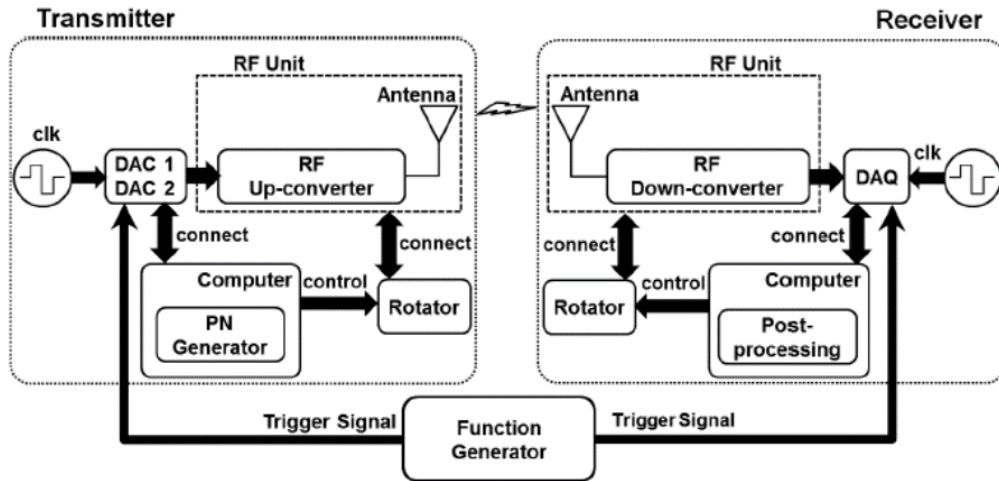 Transmitter
Receiver
RF Unit
RF Unit
Antenna
Antenna
clk
DAC 1
DAC 2
RF
Up-converter
RF
Down-converter
DAQ
clk
connect
connect
connect
connect
Computer
control
Rotator
Rotator
control
Computer
PN
Generator
Post-
processing
Trigger Signal
Function
Generator
Trigger Signal